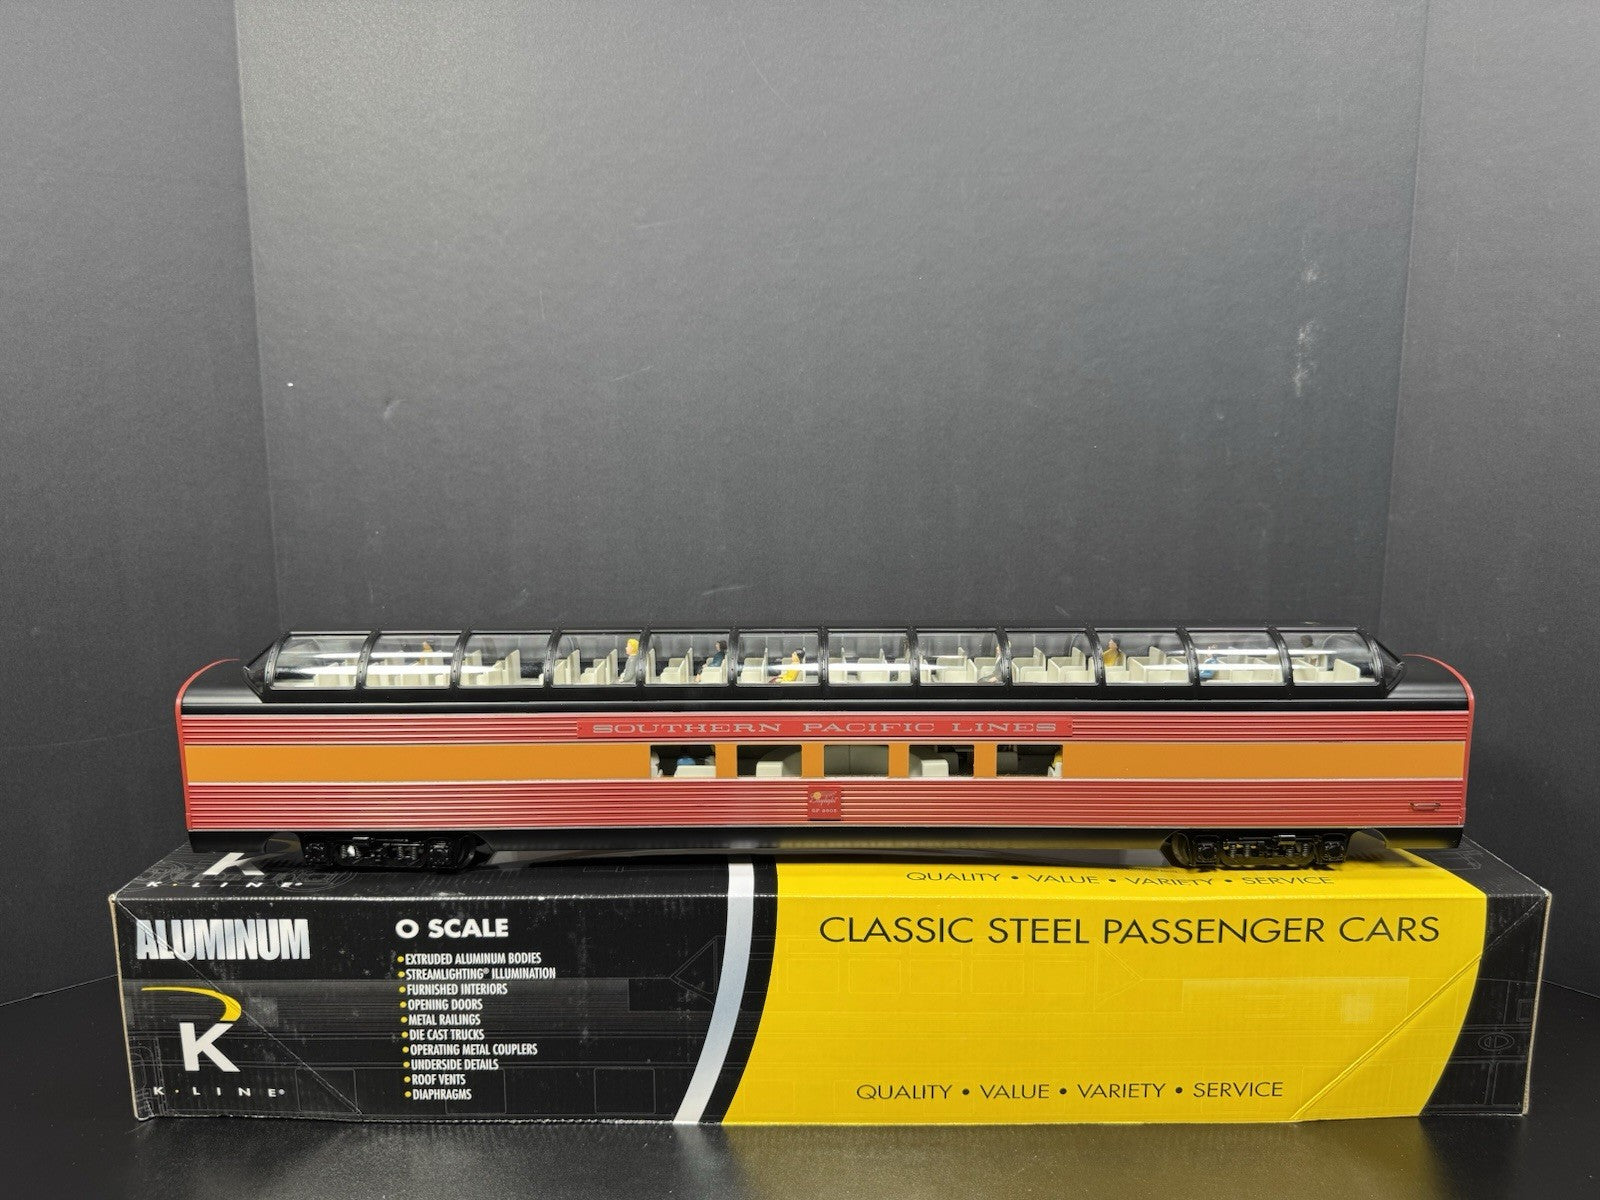 SOUTHERN PACIFIC LINES
Daylight
K
K · L I N E®
QUALITY • VALUE • VARIETY • SERVICE
ALUMINUM
O SCALE
•EXTRUDED ALUMINUM BODIES
•STREAMLIGHTING® ILLUMINATION
•FURNISHED INTERIORS
•OPENING DOORS
•METAL RAILINGS
•DIE CAST TRUCKS
•OPERATING METAL COUPLERS
•UNDERSIDE DETAILS
•ROOF VENTS
•DIAPHRAGMS
K
K · L I N E®
CLASSIC STEEL PASSENGER CARS
QUALITY • VALUE • VARIETY • SERVICE